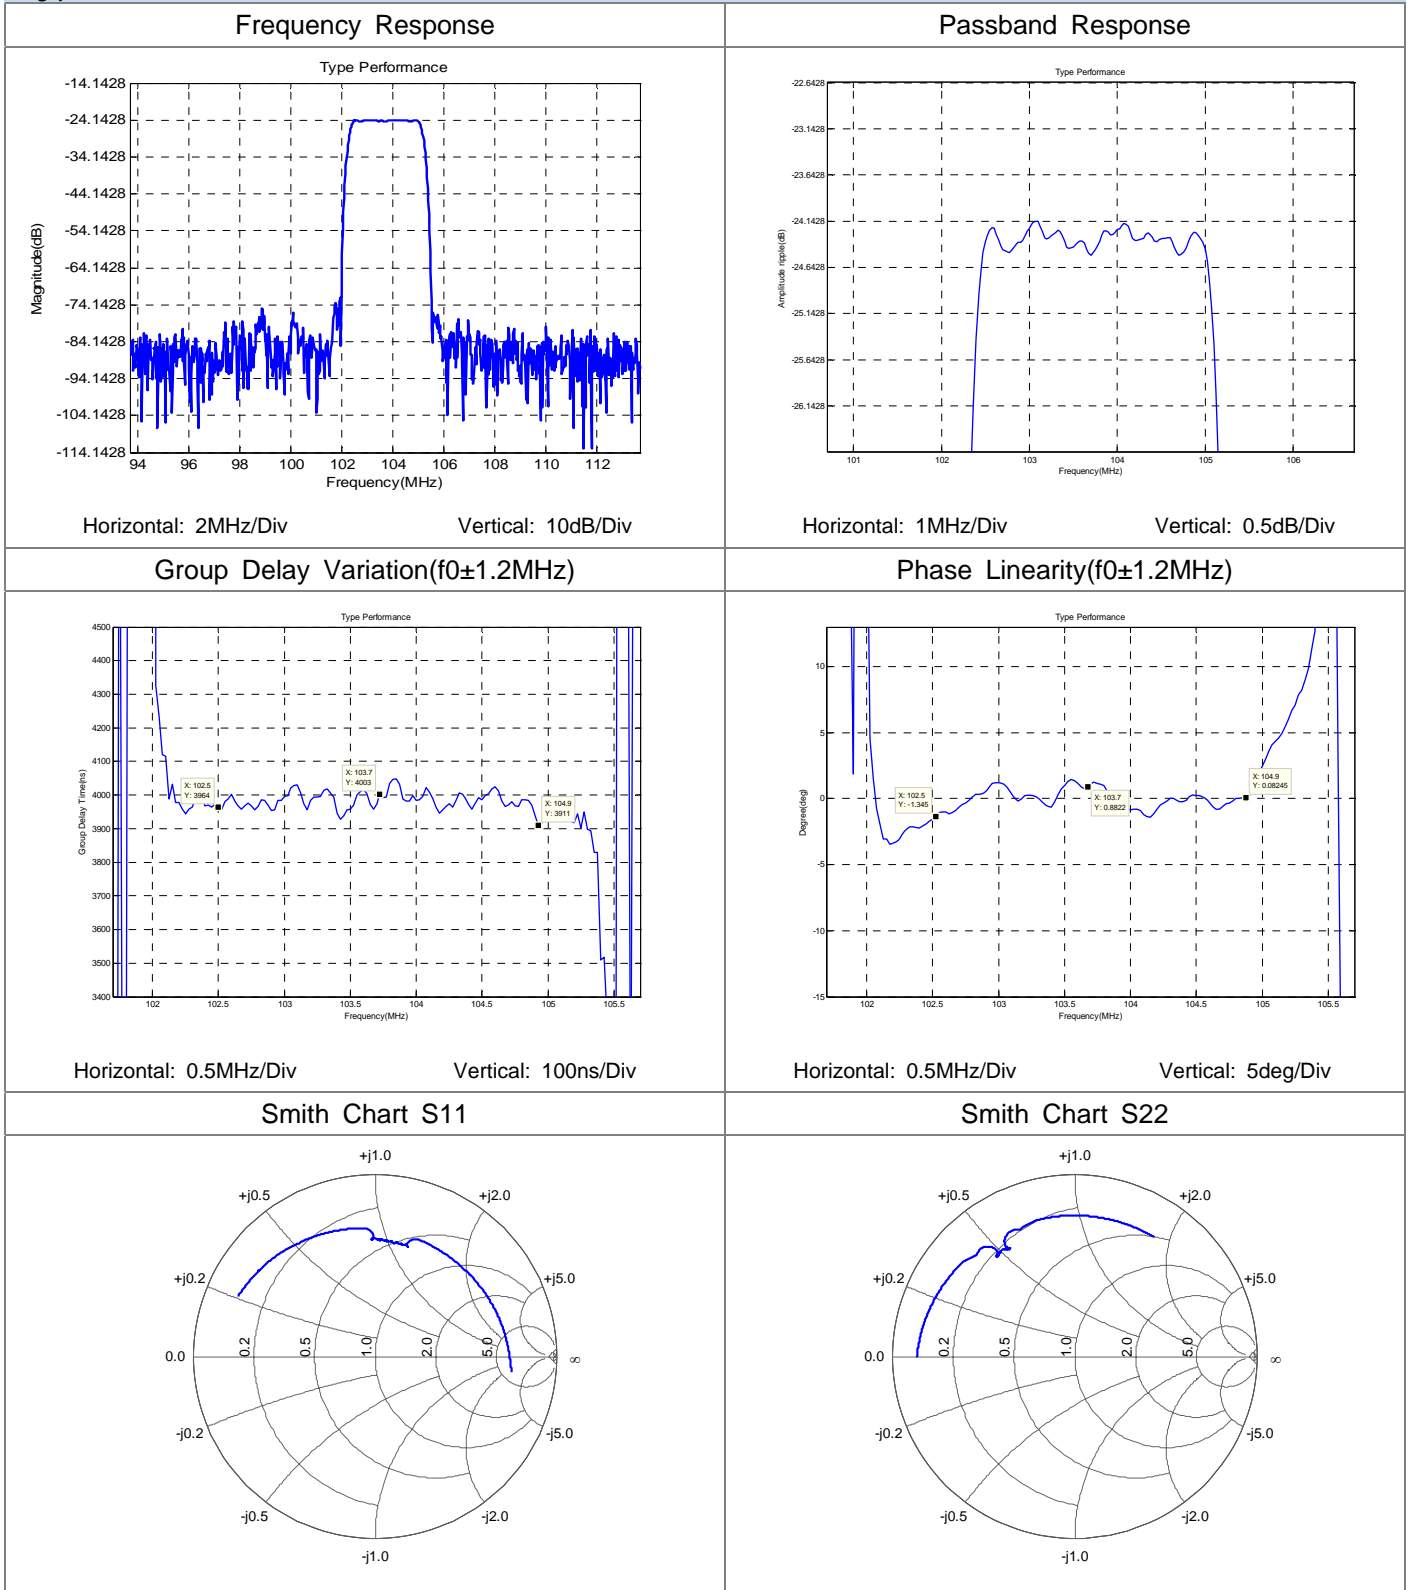 Frequency Response
Passband Response
Type Performance
-14.1428
-24.1428
-34.1428
-44.1428
-54.1428
-64.1428
-74.1428
-84.1428
-94.1428
-104.1428
-114.1428
Magnitude(dB)
94 96 98 100 102 104 106 108 110 112
Frequency(MHz)
Horizontal: 2MHz/Div Vertical: 10dB/Div
Type Performance
-22.6428
-23.1428
-23.6428
-24.1428
-24.6428
-25.1428
-25.6428
-26.1428
Amplitude ripple(dB)
101 102 103 104 105 106
Frequency(MHz)
Horizontal: 1MHz/Div Vertical: 0.5dB/Div
Group Delay Variation(f0±1.2MHz)
Phase Linearity(f0±1.2MHz)
Type Performance
4500
4400
4300
4200
4100
4000
3900
3800
3700
3600
3500
3400
Group Delay Time(ns)
X: 102.5
Y: 3964
X: 103.7
Y: 4003
X: 104.9
Y: 3911
102 102.5 103 103.5 104 104.5 105 105.5
Frequency(MHz)
Horizontal: 0.5MHz/Div Vertical: 100ns/Div
Type Performance
10
5
0
-5
-10
-15
Degree(deg)
X: 102.5
Y: -1.345
X: 103.7
Y: 0.8822
X: 104.9
Y: 0.08245
102 102.5 103 103.5 104 104.5 105 105.5
Frequency(MHz)
Horizontal: 0.5MHz/Div Vertical: 5deg/Div
Smith Chart S11
Smith Chart S22
+j1.0
+j0.5
+j2.0
+j0.2
+j5.0
0.0
0.2
0.5
1.0
2.0
5.0
∞
-j0.2
-j5.0
-j0.5
-j2.0
-j1.0
+j1.0
+j0.5
+j2.0
+j0.2
+j5.0
0.0
0.2
0.5
1.0
2.0
5.0
∞
-j0.2
-j5.0
-j0.5
-j2.0
-j1.0